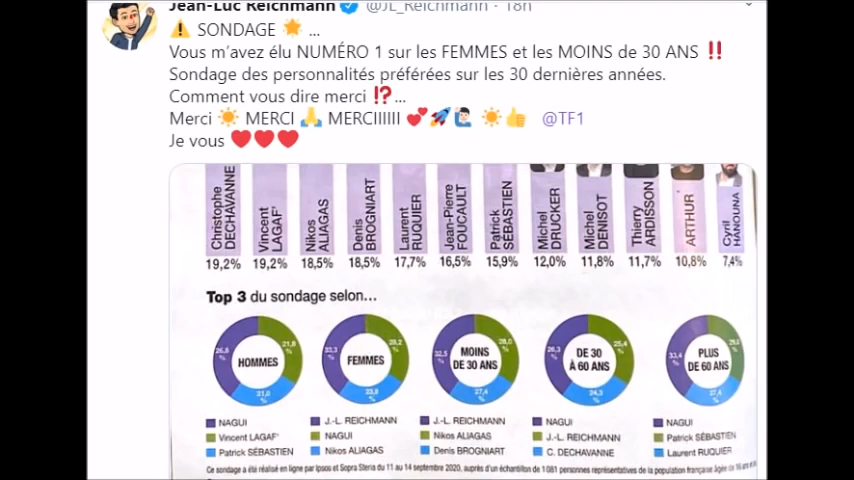 Jean-Luc Reichmann @JL_Reichmann · 18h
⚠️ SONDAGE ☀️ ...
Vous m'avez élu NUMÉRO 1 sur les FEMMES et les MOINS de 30 ANS ‼️
Sondage des personnalités préférées sur les 30 dernières années.
Comment vous dire merci ⁉️...
Merci ☀️ MERCI 🙏 MERCIIIIII 💕🚀🙋🏻‍♂️ ☀️👍 @TF1
Je vous ❤️❤️❤️
Christophe DECHAVANNE
Vincent LAGAF'
Nikos ALIAGAS
Denis BROGNIART
Laurent RUQUIER
Jean-Pierre FOUCAULT
Patrick SÉBASTIEN
Michel DRUCKER
Michel DENISOT
Thierry ARDISSON
ARTHUR
Cyril HANOUNA
19,2% 19,2% 18,5% 18,5% 17,7% 16,5% 15,9% 12,0% 11,8% 11,7% 10,8% 7,4%
Top 3 du sondage selon...
HOMMES
FEMMES
MOINS DE 30 ANS
DE 30 À 60 ANS
PLUS DE 60 ANS
NAGUI
Vincent LAGAF'
Patrick SÉBASTIEN
J.-L. REICHMANN
NAGUI
Nikos ALIAGAS
J.-L. REICHMANN
Nikos ALIAGAS
Denis BROGNIART
NAGUI
J.-L. REICHMANN
C. DECHAVANNE
NAGUI
Patrick SÉBASTIEN
Laurent RUQUIER
Ce sondage a été réalisé en ligne par Ipsos et Sopra Steria du 11 au 14 septembre 2020, auprès d'un échantillon de 1081 personnes représentatives de la population française âgée de 16 ans et